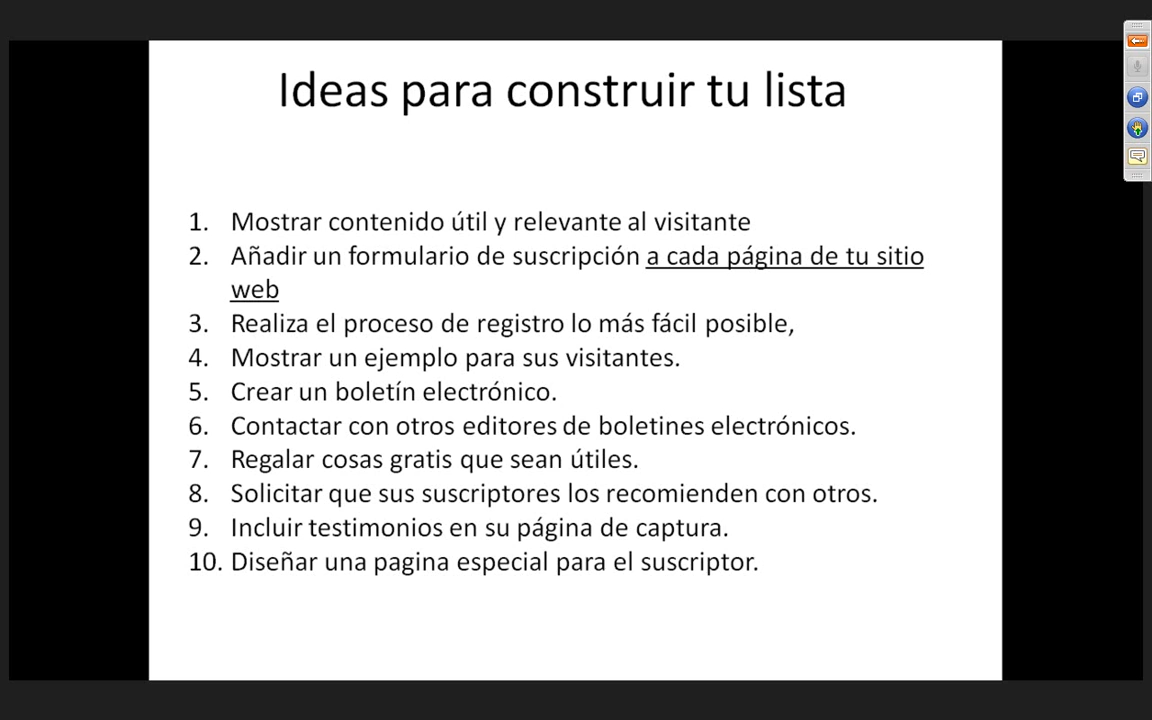 Ideas para construir tu lista
1. Mostrar contenido útil y relevante al visitante
2. Añadir un formulario de suscripción a cada página de tu sitio
web
3. Realiza el proceso de registro lo más fácil posible,
4. Mostrar un ejemplo para sus visitantes.
5. Crear un boletín electrónico.
6. Contactar con otros editores de boletines electrónicos.
7. Regalar cosas gratis que sean útiles.
8. Solicitar que sus suscriptores los recomienden con otros.
9. Incluir testimonios en su página de captura.
10. Diseñar una pagina especial para el suscriptor.